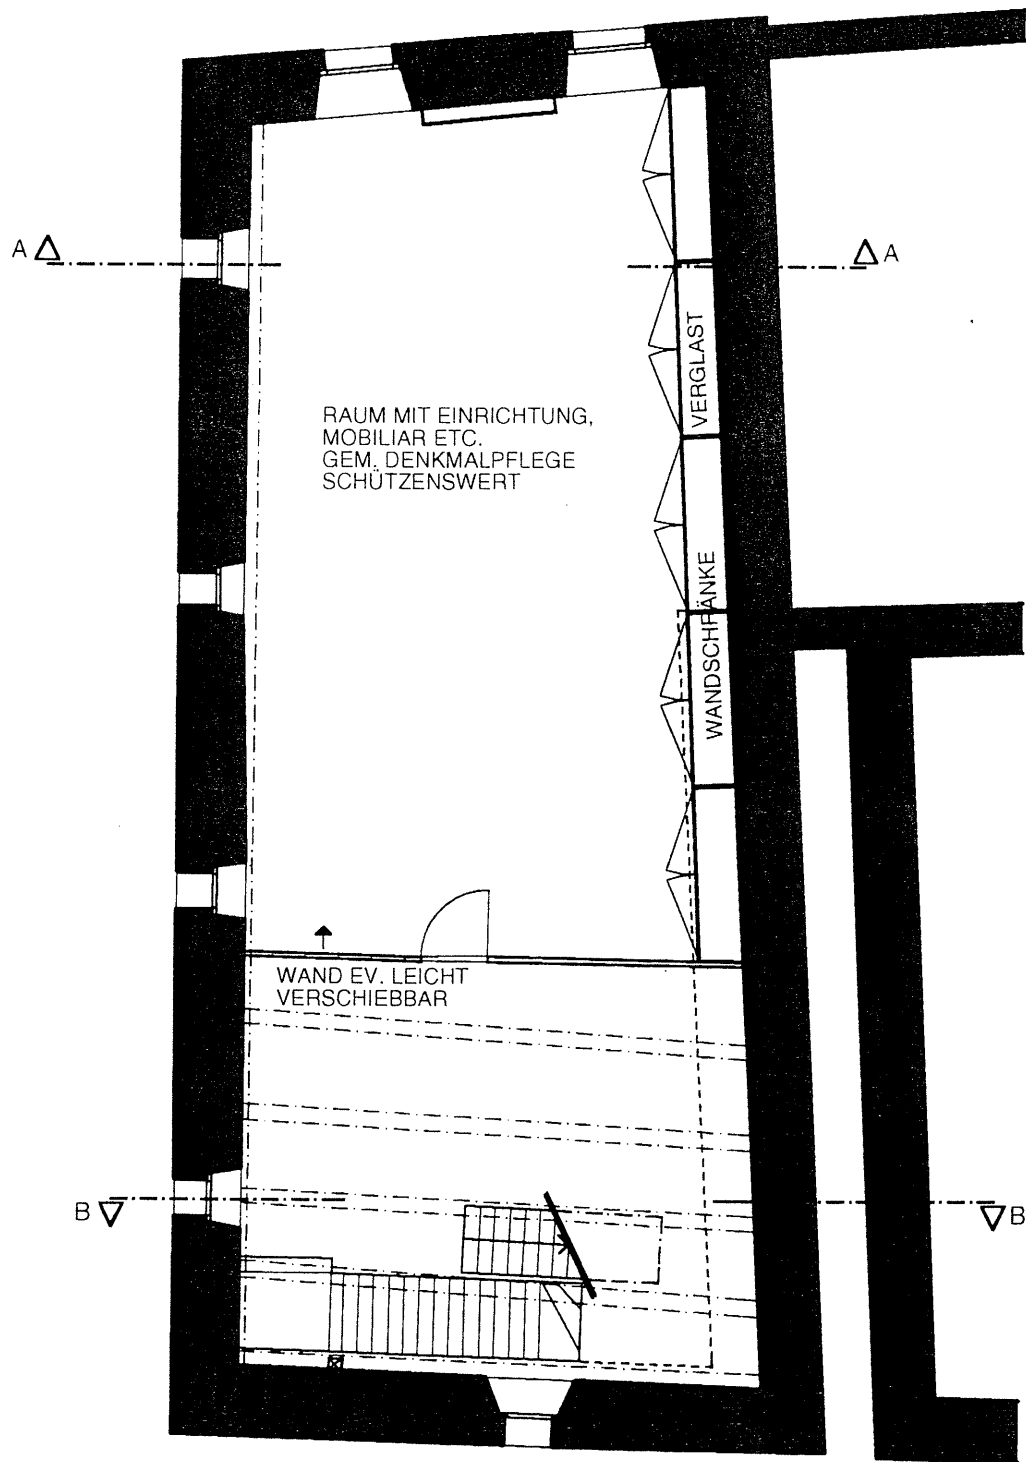 A
A
VERGLAST
RAUM MIT EINRICHTUNG,
MOBILIAR ETC.
GEM. DENKMALPFLEGE
SCHÜTZENSWERT
WANDSCHRÄNKE
WAND EV. LEICHT
VERSCHIEBBAR
B
B